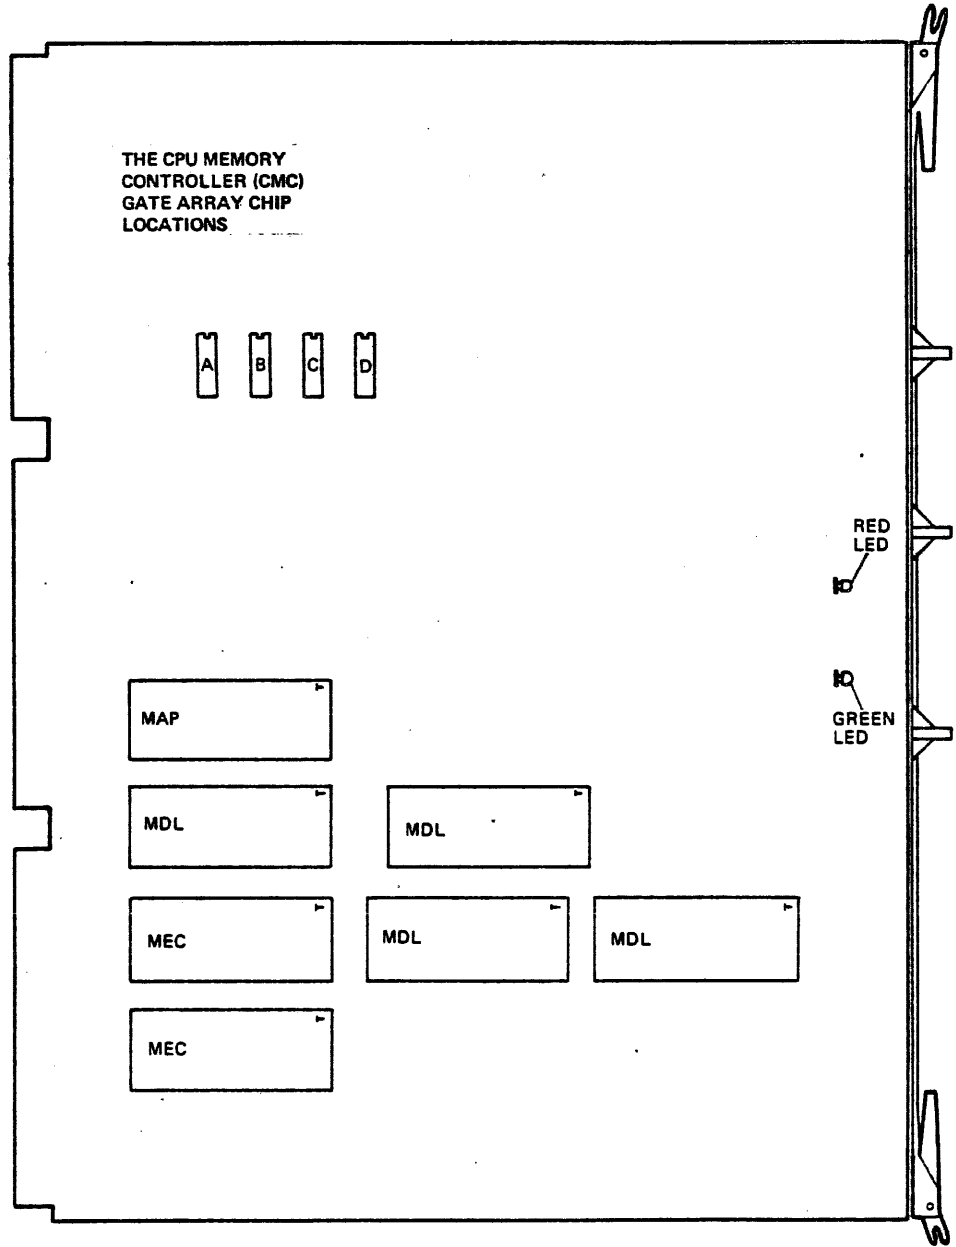 THE CPU MEMORY
CONTROLLER (CMC)
GATE ARRAY CHIP
LOCATIONS
A B C D
RED
LED
GREEN
LED
MAP
MDL MDL
MEC MDL MDL
MEC